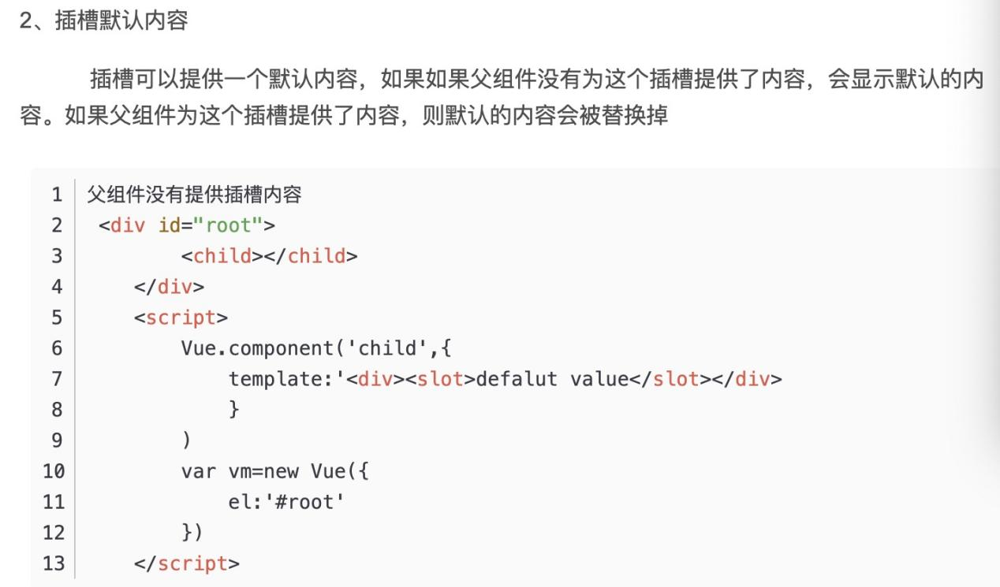 2、插槽默认内容
插槽可以提供一个默认内容，如果如果父组件没有为这个插槽提供了内容，会显示默认的内
容。如果父组件为这个插槽提供了内容，则默认的内容会被替换掉
1 父组件没有提供插槽内容
2 <div id="root">
3 <child></child>
4 </div>
5 <script>
6 Vue.component('child',{
7 template:'<div><slot>defalut value</slot></div>
8 }
9 )
10 var vm=new Vue({
11 el:'#root'
12 })
13 </script>